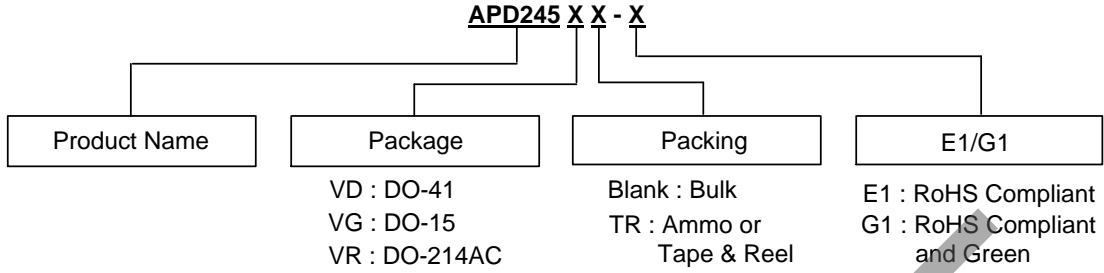 APD245 X X - X
Product Name
Package
Packing
E1/G1
VD : DO-41
VG : DO-15
VR : DO-214AC
Blank : Bulk
TR : Ammo or
Tape & Reel
E1 : RoHS Compliant
G1 : RoHS Compliant
and Green